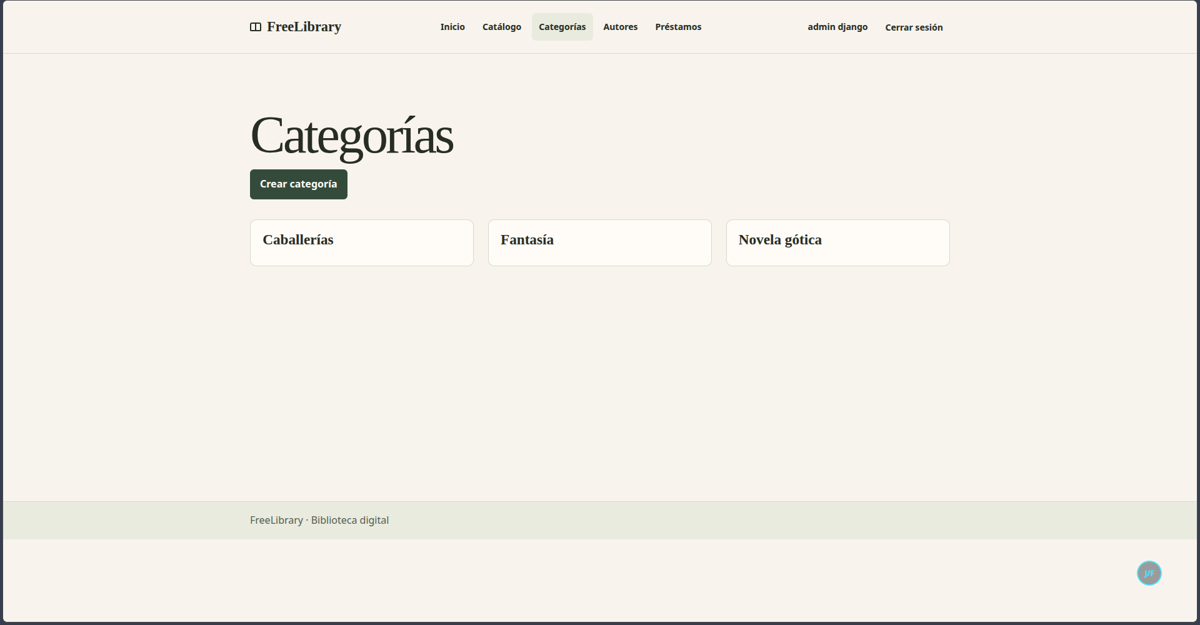 FreeLibrary Inicio Catálogo Categorías Autores Préstamos admin django Cerrar sesión
Categorías
Crear categoría
Caballerías Fantasía Novela gótica
FreeLibrary · Biblioteca digital